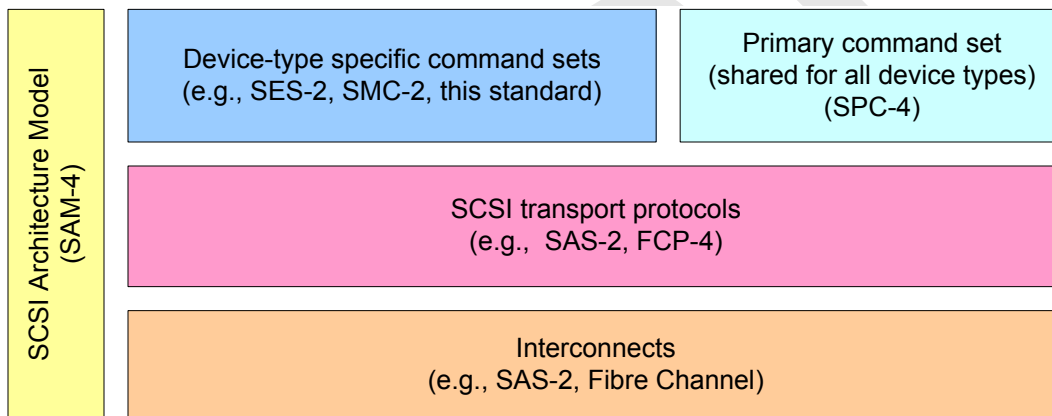 SCSI Architecture Model
(SAM-4)
Device-type specific command sets
(e.g., SES-2, SMC-2, this standard)
Primary command set
(shared for all device types)
(SPC-4)
SCSI transport protocols
(e.g., SAS-2, FCP-4)
Interconnects
(e.g., SAS-2, Fibre Channel)